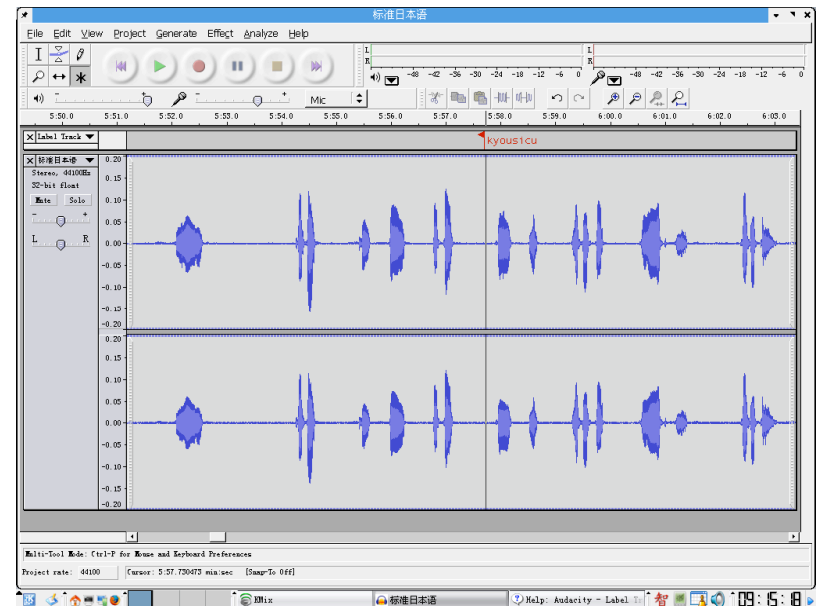 标准日本语
File Edit View Project Generate Effect Analyze Help
L
R
-48 -42 -36 -30 -24 -18 -12 -6 0
L
R
-48 -42 -36 -30 -24 -18 -12 -6 0
Mic
5:50.0 5:51.0 5:52.0 5:53.0 5:54.0 5:55.0 5:56.0 5:57.0 5:58.0 5:59.0 6:00.0 6:01.0 6:02.0 6:03.0
X Label Track
kyousicu
X 标准日本语
Stereo, 44100Hz
32-bit float
Mute Solo
- +
L R
0.20
0.15
0.10
0.05
0.00
-0.05
-0.10
-0.15
-0.20
0.20
0.15
0.10
0.05
0.00
-0.05
-0.10
-0.15
-0.20
Multi-Tool Mode: Ctrl-P for Mouse and Keyboard Preferences
Project rate: 44100 Cursor: 5:57.730473 min:sec [Snap-To Off]
KMix 标准日本语 Help: Audacity - Label Tr 智 09:15:18